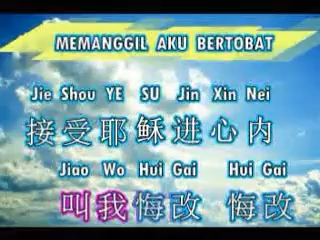 MEMANGGIL AKU BERTOBAT
Jie Shou YE SU Jin Xin Nei
接受耶稣进心内
Jiao Wo Hui Gai Hui Gai
叫我悔改 悔改